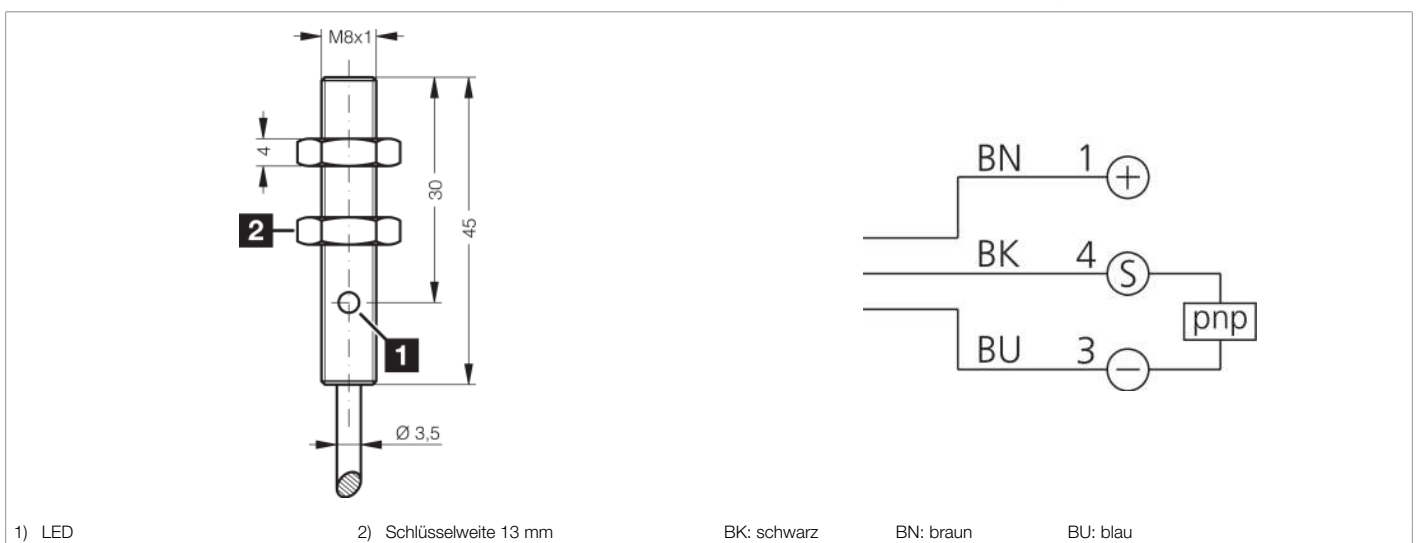 M8x1
4
30
45
2
1
Ø 3,5
BN 1 +
BK 4 S
pnp
BU 3 −
1) LED 2) Schlüsselweite 13 mm BK: schwarz BN: braun BU: blau